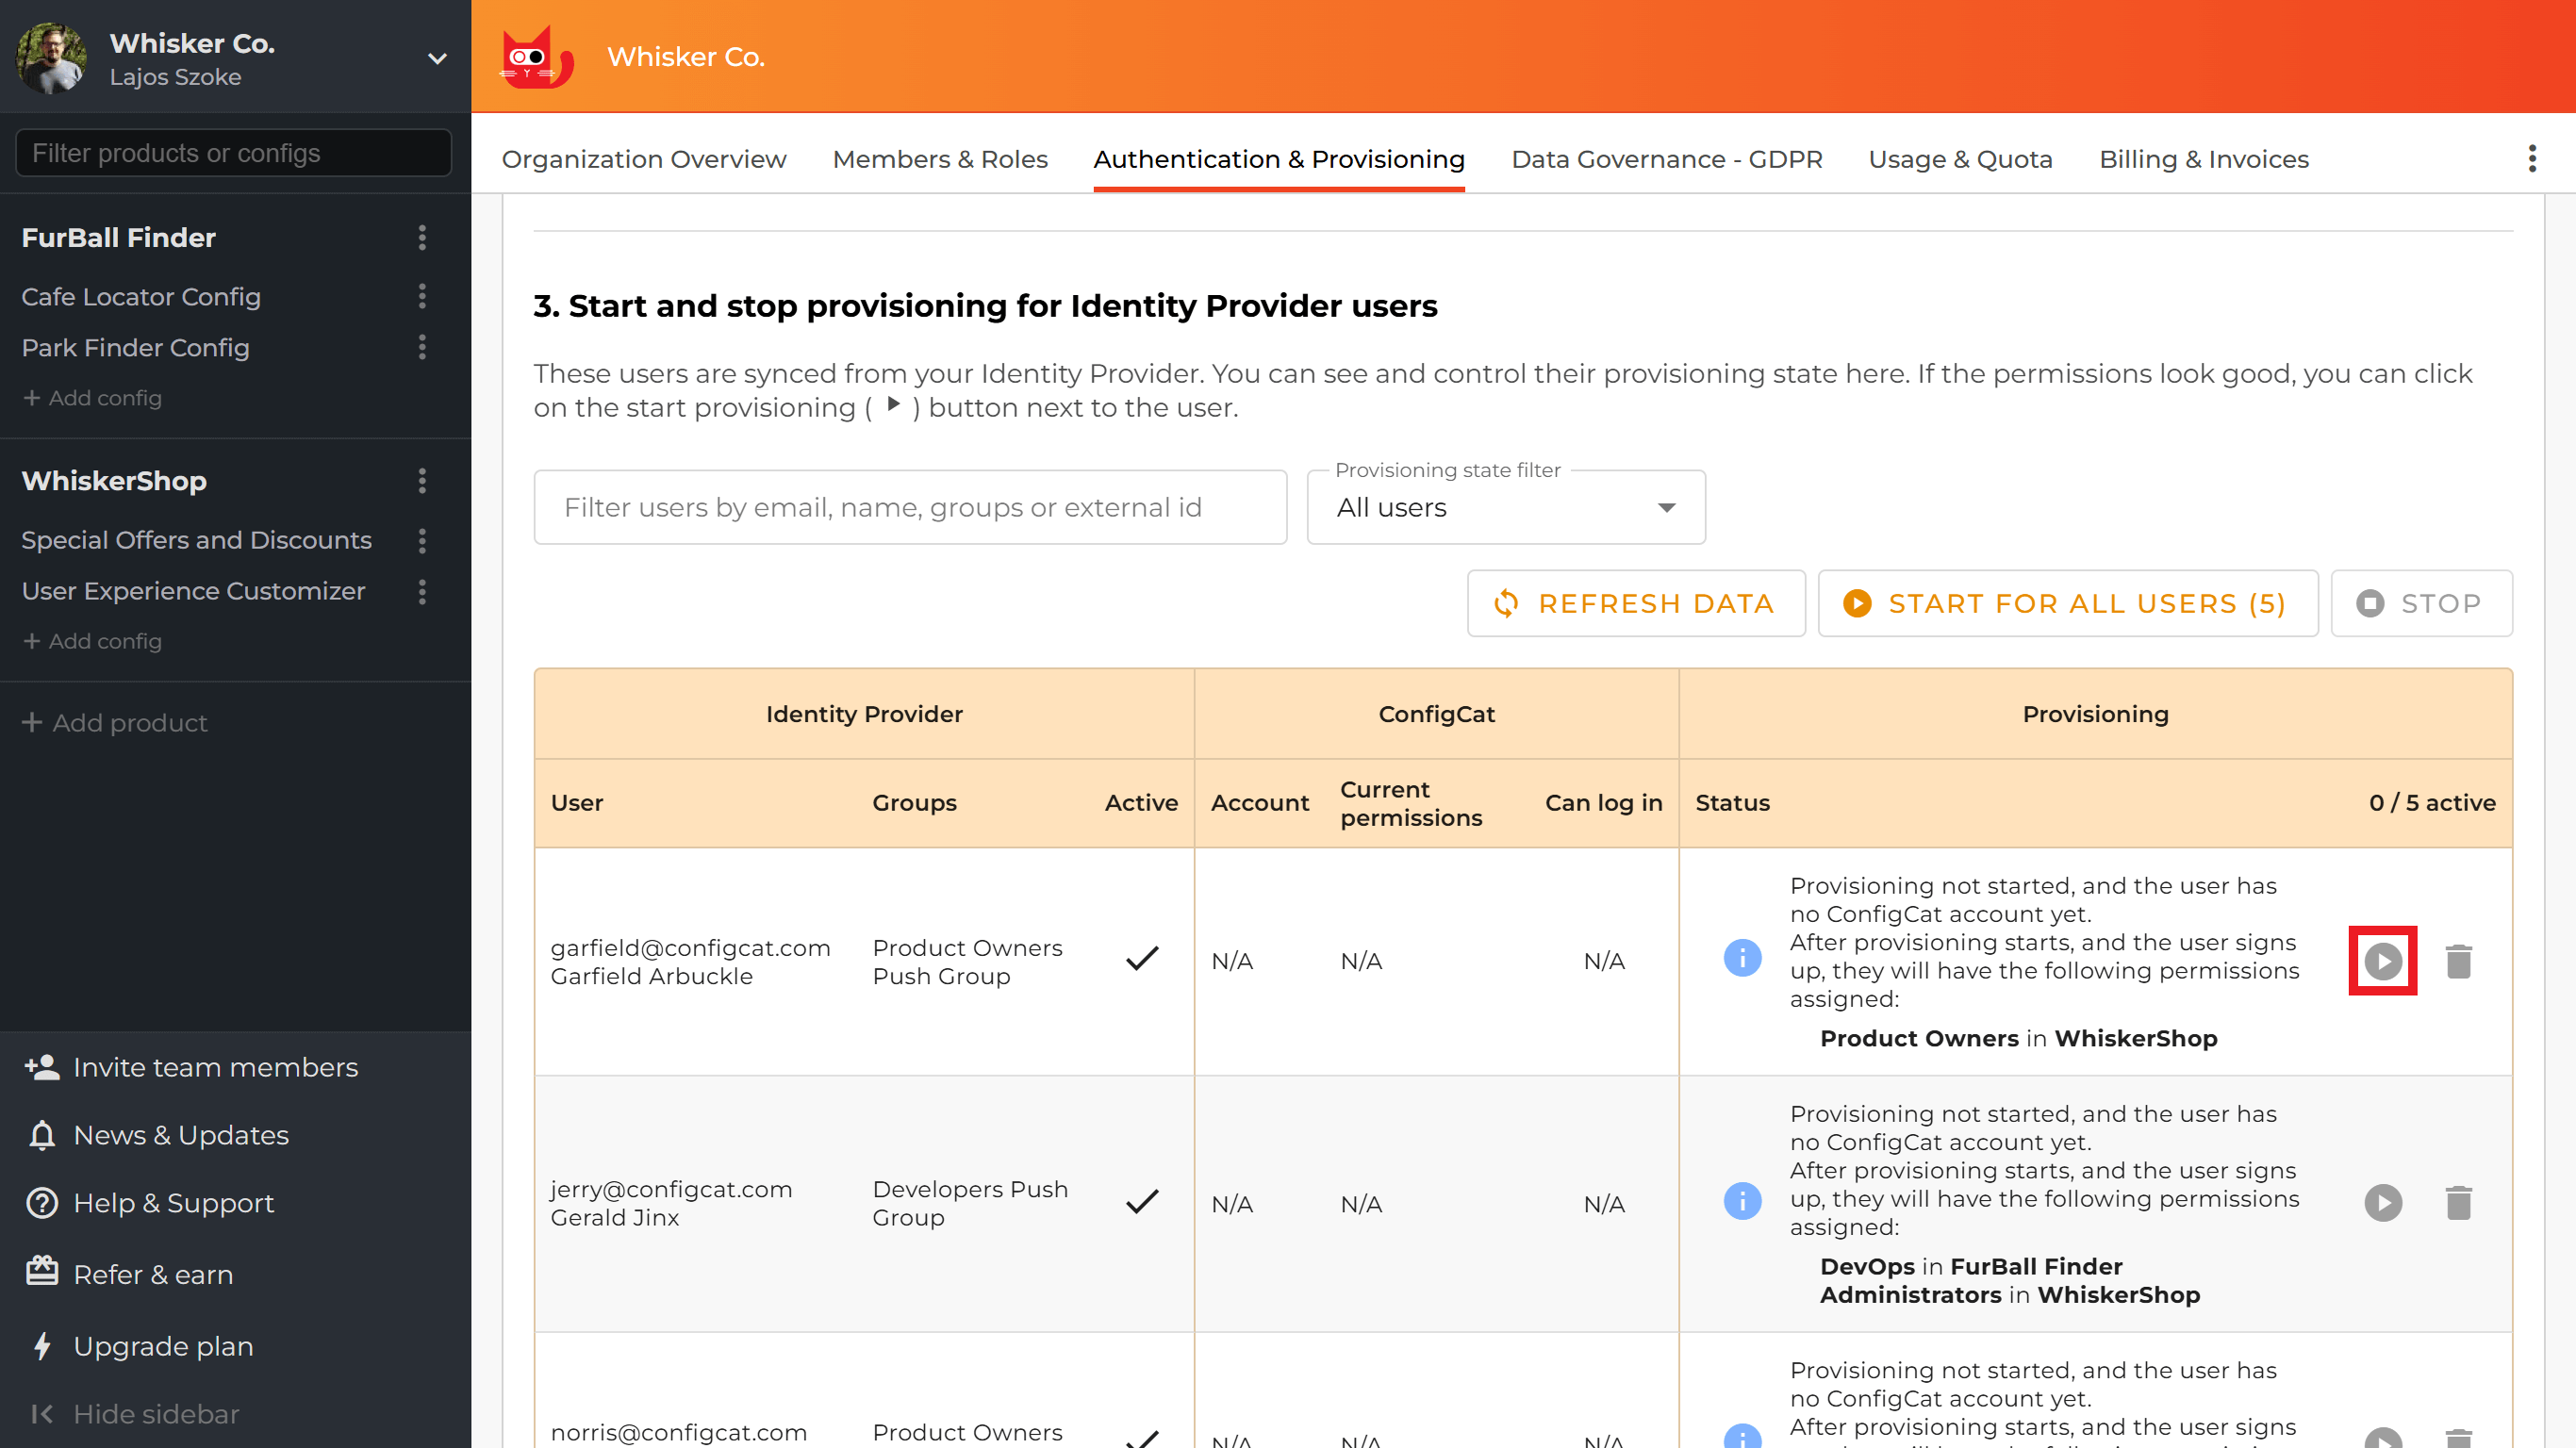 Whisker Co.
Lajos Szoke
Filter products or configs
FurBall Finder
Cafe Locator Config
Park Finder Config
+ Add config
WhiskerShop
Special Offers and Discounts
User Experience Customizer
+ Add config
+ Add product
Invite team members
News & Updates
Help & Support
Refer & earn
Upgrade plan
Hide sidebar
Whisker Co.
Organization Overview
Members & Roles
Authentication & Provisioning
Data Governance - GDPR
Usage & Quota
Billing & Invoices
3. Start and stop provisioning for Identity Provider users
These users are synced from your Identity Provider. You can see and control their provisioning state here. If the permissions look good, you can click
on the start provisioning ( ▶ ) button next to the user.
Filter users by email, name, groups or external id
Provisioning state filter
All users
REFRESH DATA
START FOR ALL USERS (5)
STOP
Identity Provider
ConfigCat
Provisioning
User
Groups
Active
Account
Current
permissions
Can log in
Status
0 / 5 active
garfield@configcat.com
Garfield Arbuckle
Product Owners
Push Group
N/A
N/A
N/A
Provisioning not started, and the user has
no ConfigCat account yet.
After provisioning starts, and the user signs
up, they will have the following permissions
assigned:
Product Owners in WhiskerShop
jerry@configcat.com
Gerald Jinx
Developers Push
Group
N/A
N/A
N/A
Provisioning not started, and the user has
no ConfigCat account yet.
After provisioning starts, and the user signs
up, they will have the following permissions
assigned:
DevOps in FurBall Finder
Administrators in WhiskerShop
norris@configcat.com
Product Owners
N/A
N/A
N/A
Provisioning not started, and the user has
no ConfigCat account yet.
After provisioning starts, and the user signs